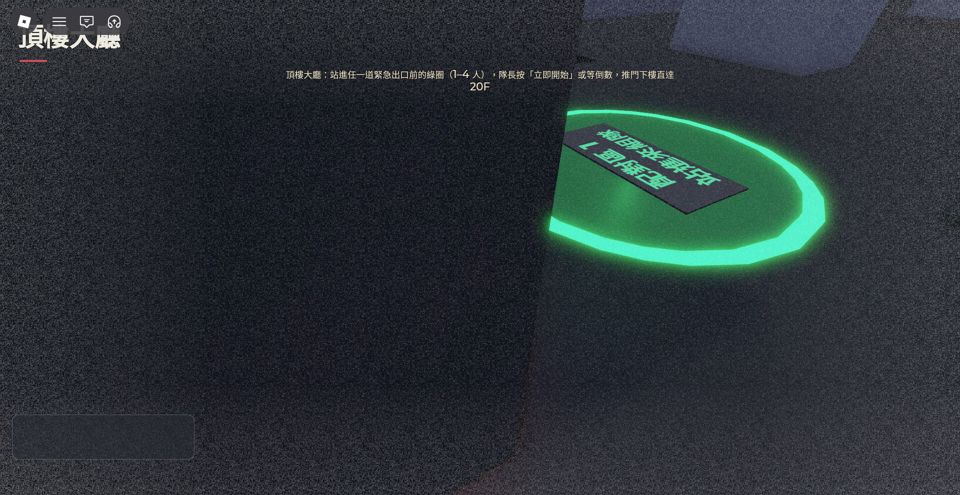 頂樓大廳
頂樓大廳：站進任一道緊急出口前的綠圈（1–4 人），隊長按「立即開始」或等倒數，推門下樓直達
20F
配對區 1
站進來組隊